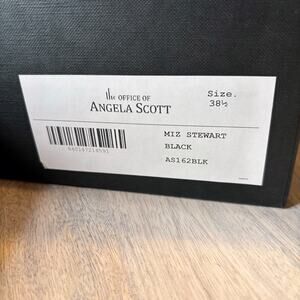 the OFFICE OF
ANGELA SCOTT
Size.
38½
MIZ STEWART
BLACK
AS162BLK